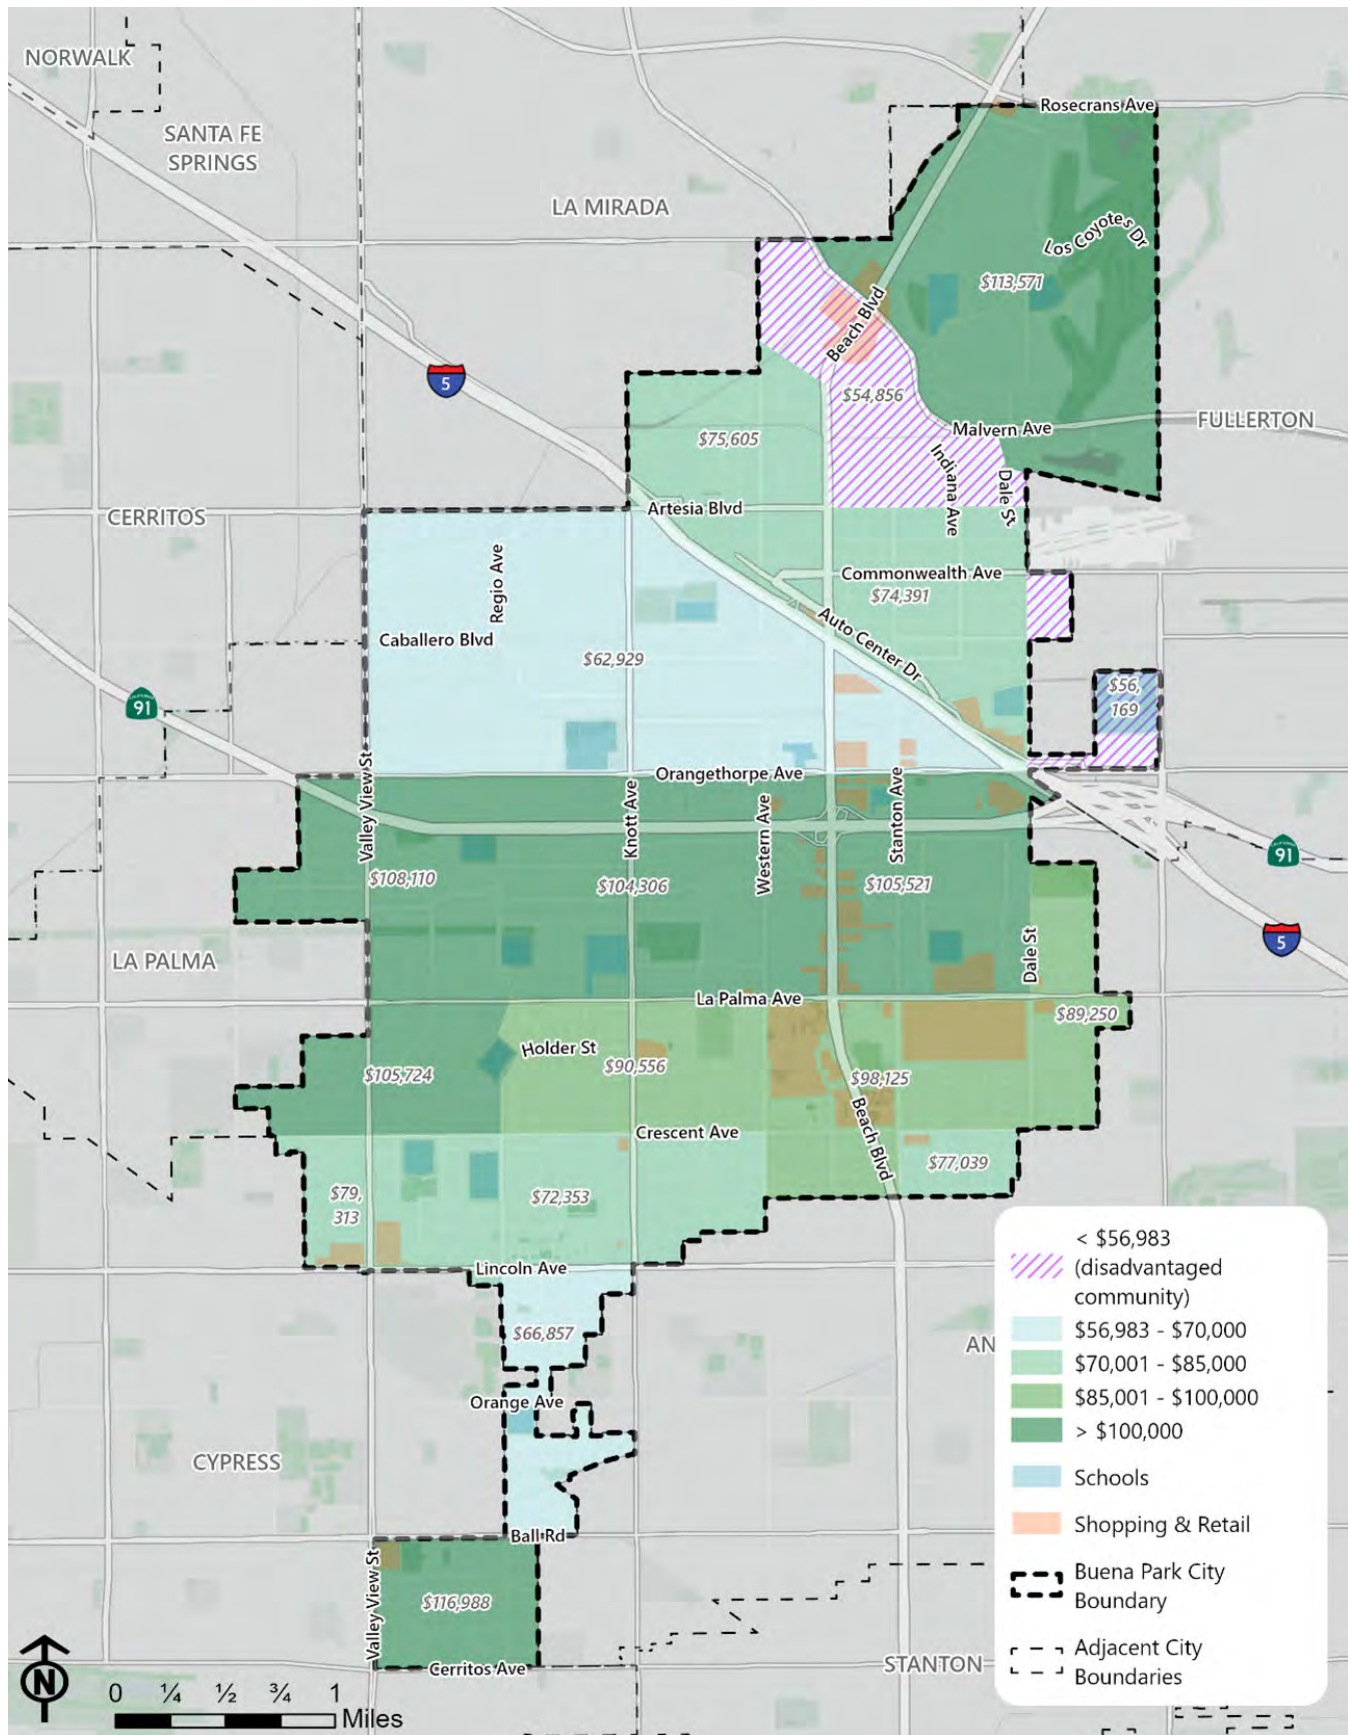 NORWALK
Rosecrans Ave
SANTA FE
SPRINGS
LA MIRADA
Los Coyotes Dr
$113,571
Beach Blvd
5
$54,856
FULLERTON
Malvern Ave
$75,605
Indiana Ave
Dale St
CERRITOS
Artesia Blvd
Regio Ave
Commonwealth Ave
$74,391
Auto Center Dr
Caballero Blvd
$62,929
$56,
169
91
Orangethorpe Ave
Valley View St
Knott Ave
Western Ave
Stanton Ave
91
$108,110
$104,306
$105,521
5
LA PALMA
Dale St
La Palma Ave
$89,250
Holder St
$105,724
$90,556
$98,125
Beach Blvd
Crescent Ave
$77,039
$79,
313
$72,353
Lincoln Ave
$66,857
AN
Orange Ave
CYPRESS
Ball Rd
Valley View St
$116,988
Cerritos Ave
STANTON
< $56,983
(disadvantaged
community)
$56,983 - $70,000
$70,001 - $85,000
$85,001 - $100,000
> $100,000
Schools
Shopping & Retail
Buena Park City
Boundary
Adjacent City
Boundaries
N
0 ¼ ½ ¾ 1
Miles